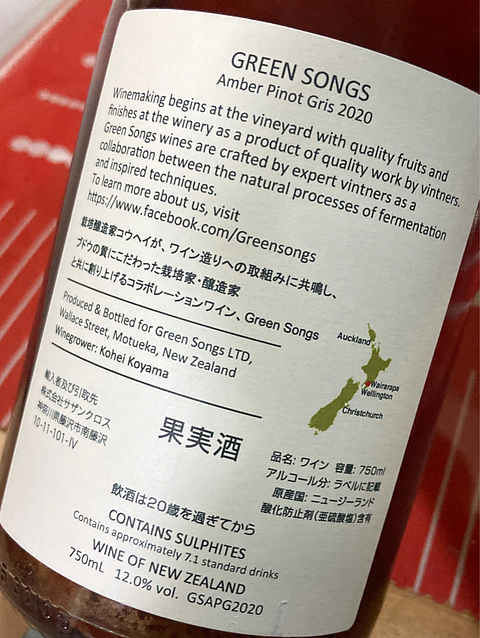 GREEN SONGS
Amber Pinot Gris 2020
Winemaking begins at the vineyard with quality fruits and
finishes at the winery as a product of quality work by vintners.
Green Songs wines are crafted by expert vintners as a
collaboration between the natural processes of fermentation
and inspired techniques.
To learn more about us, visit
https://www.facebook.com/Greensongs
栽培醸造家コウヘイが、ワイン造りへの取組みに共鳴し、
ブドウの質にこだわった栽培家・醸造家
と共に創り上げるコラボレーションワイン、Green Songs
Produced & Bottled for Green Songs LTD,
Wallace Street, Motueka, New Zealand
Winegrower: Kohei Koyama
Auckland
Wairarapa
Wellington
Christchurch
輸入者及び引取先
株式会社サザンクロス
神奈川県藤沢市南藤沢
10-11-101-Ⅳ
果実酒
品名: ワイン 容量: 750ml
アルコール分: ラベルに記載
原産国: ニュージーランド
酸化防止剤(亜硫酸塩)含有
飲酒は20歳を過ぎてから
CONTAINS SULPHITES
Contains approximately 7.1 standard drinks
WINE OF NEW ZEALAND
750mL 12.0% vol. GSAPG2020